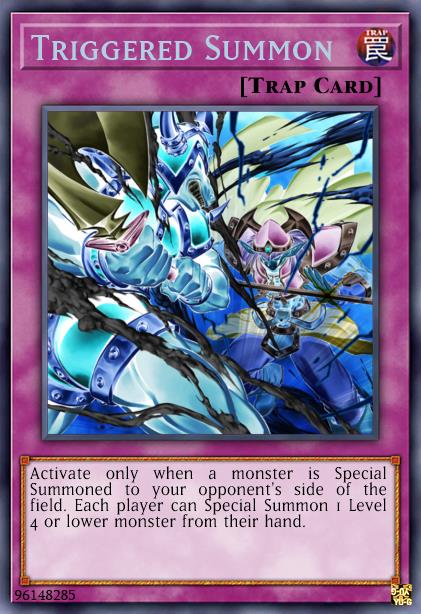 Triggered Summon
TRAP
罠
[Trap Card]
Activate only when a monster is Special
Summoned to your opponent's side of the
field. Each player can Special Summon 1 Level
4 or lower monster from their hand.
96148285